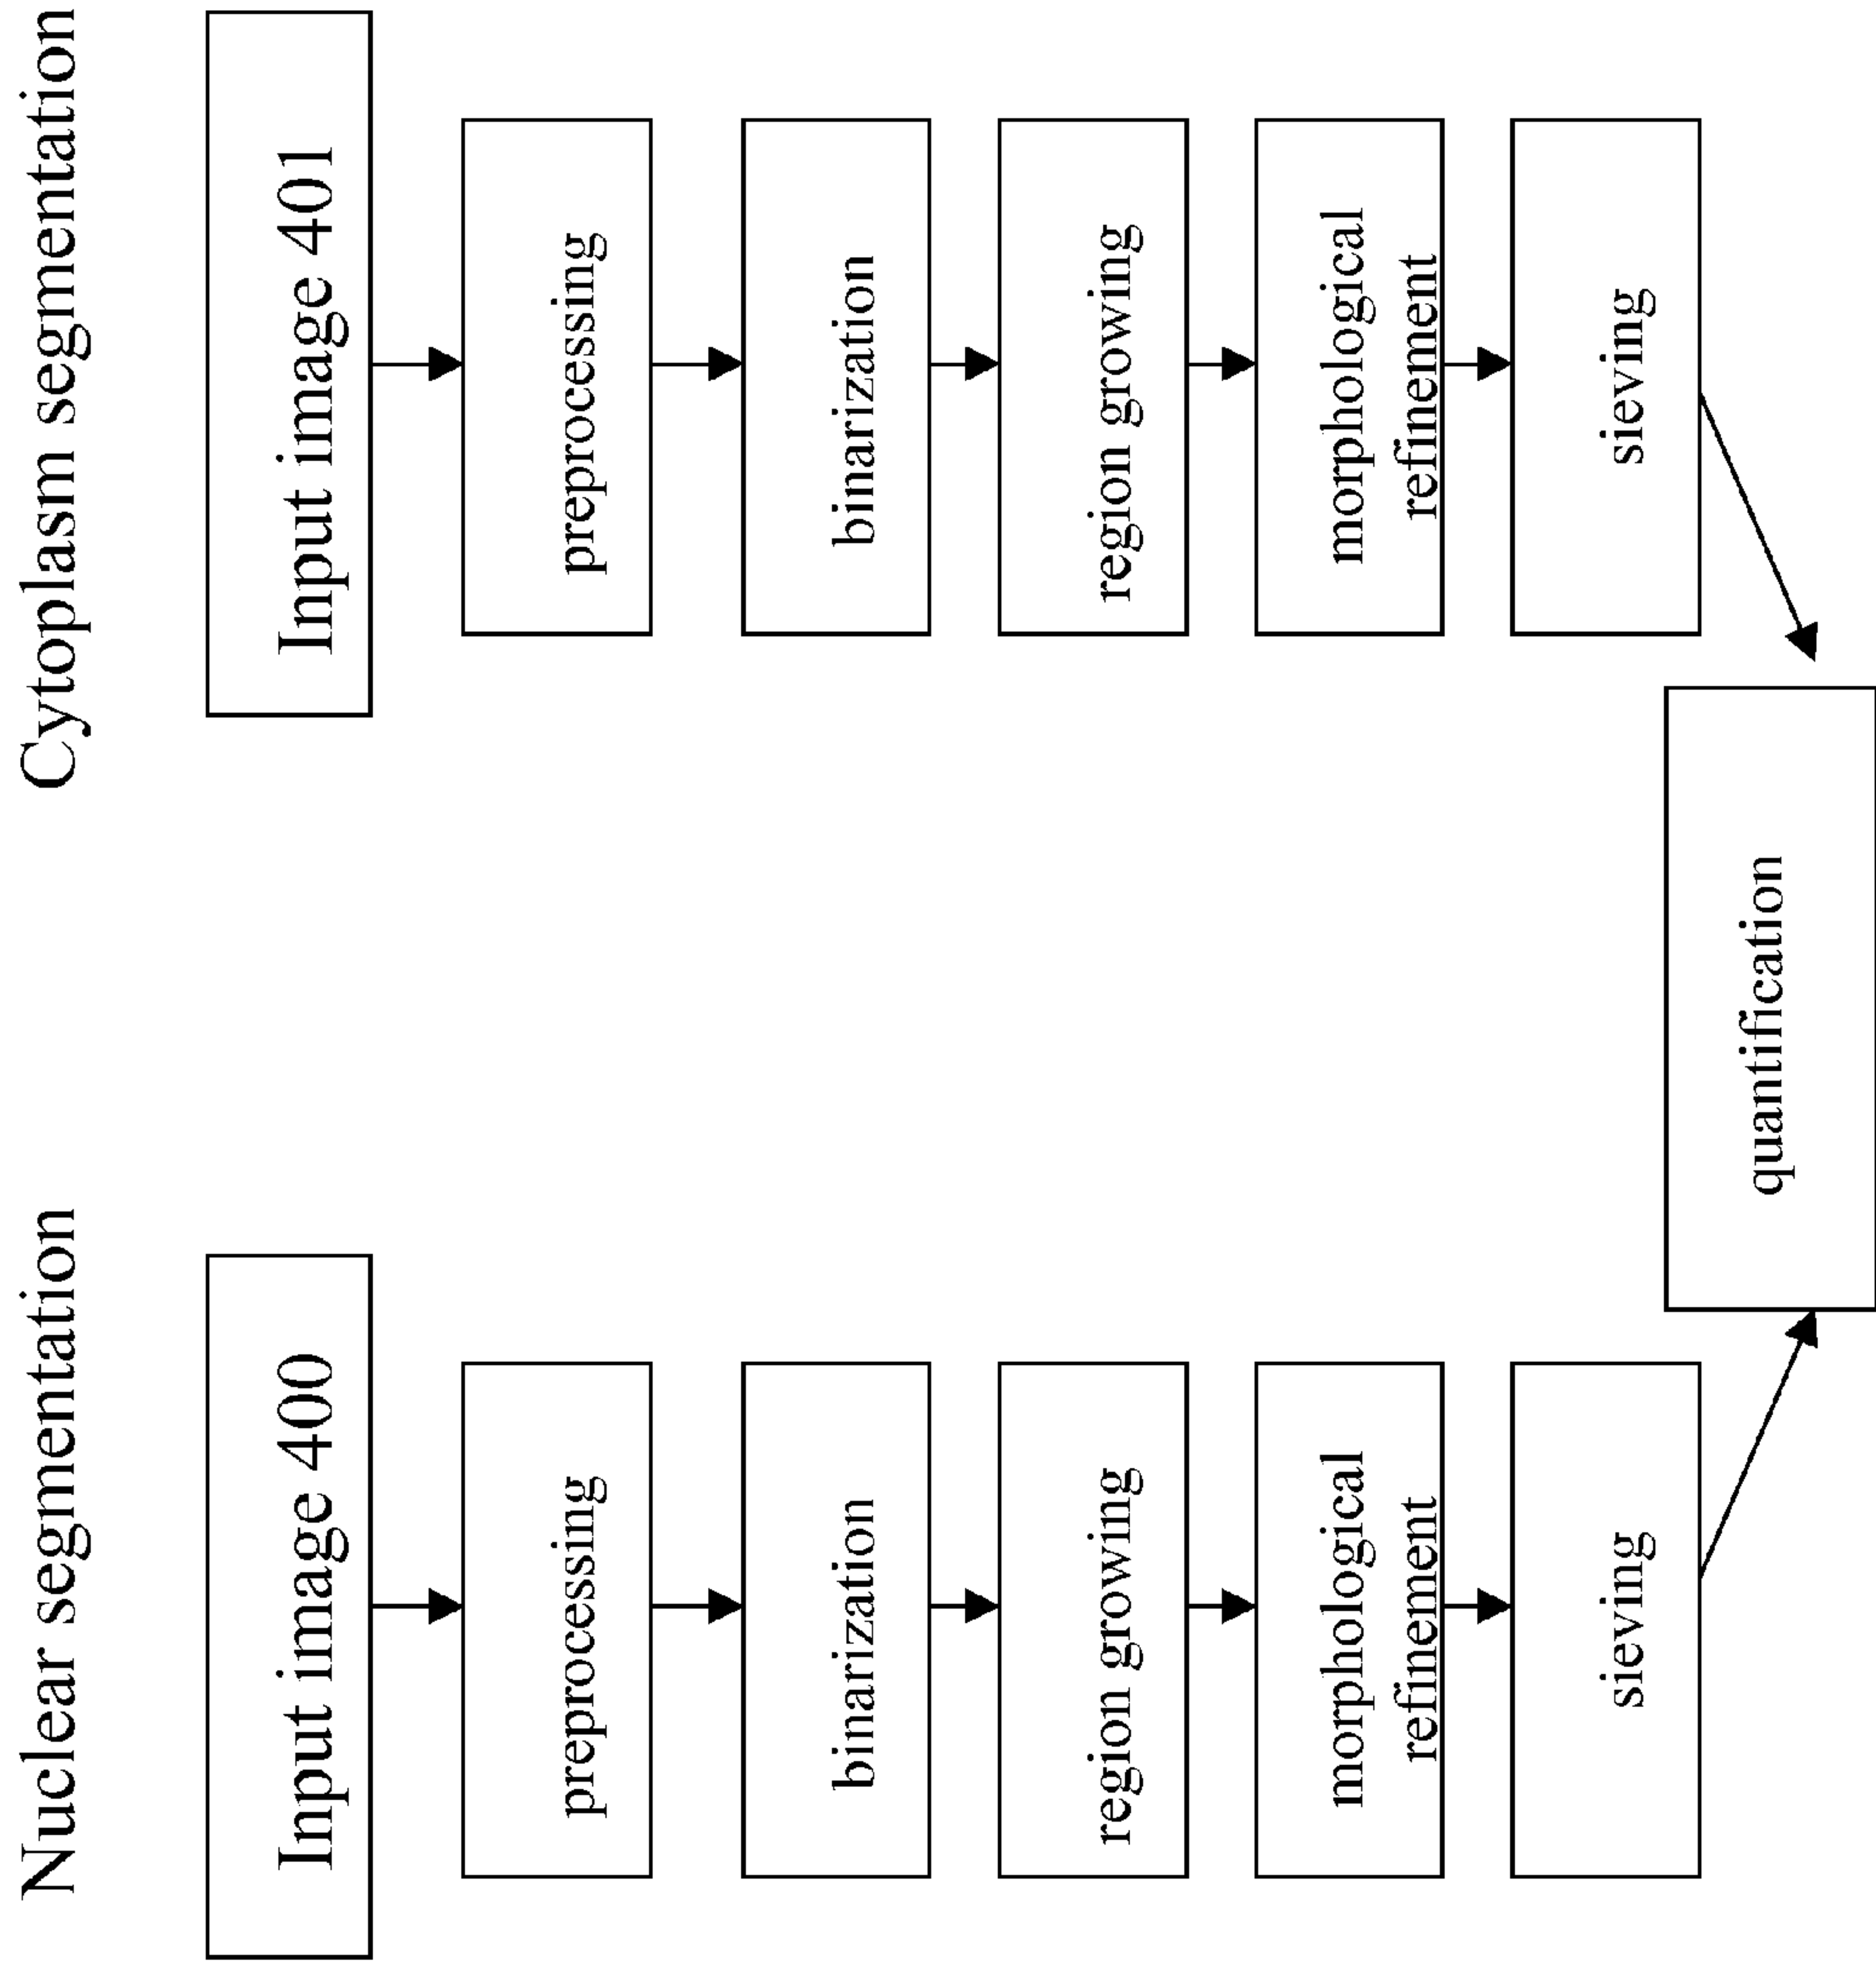 Nuclear segmentation
Input image 400
preprocessing
binarization
region growing
morphological
refinement
sieving
Cytoplasm segmentation
Input image 401
preprocessing
binarization
region growing
morphological
refinement
sieving
quantification